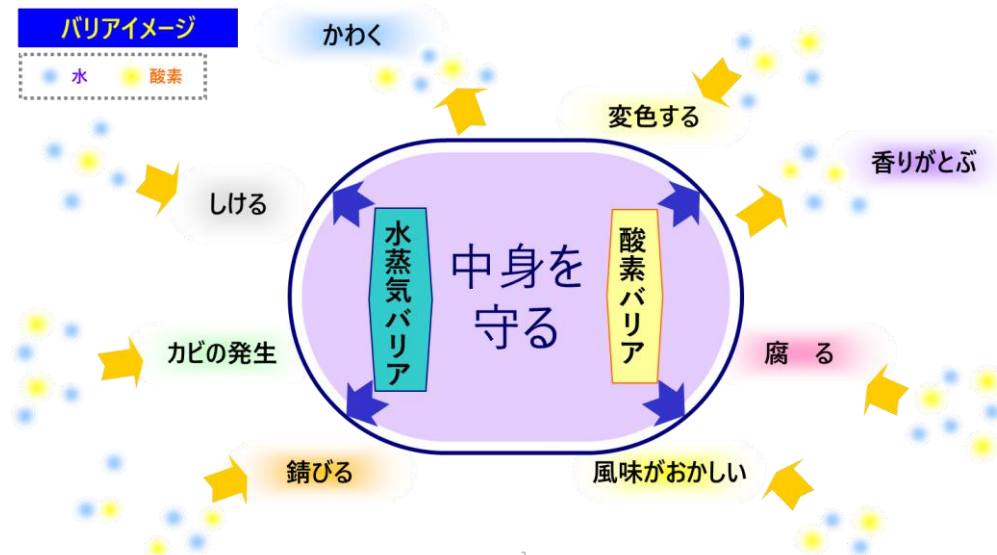 バリアイメージ
水 酸素
かわく
変色する
香りがとぶ
しける
水蒸気バリア
中身を
守る
酸素バリア
カビの発生
腐 る
錆びる
風味がおかしい